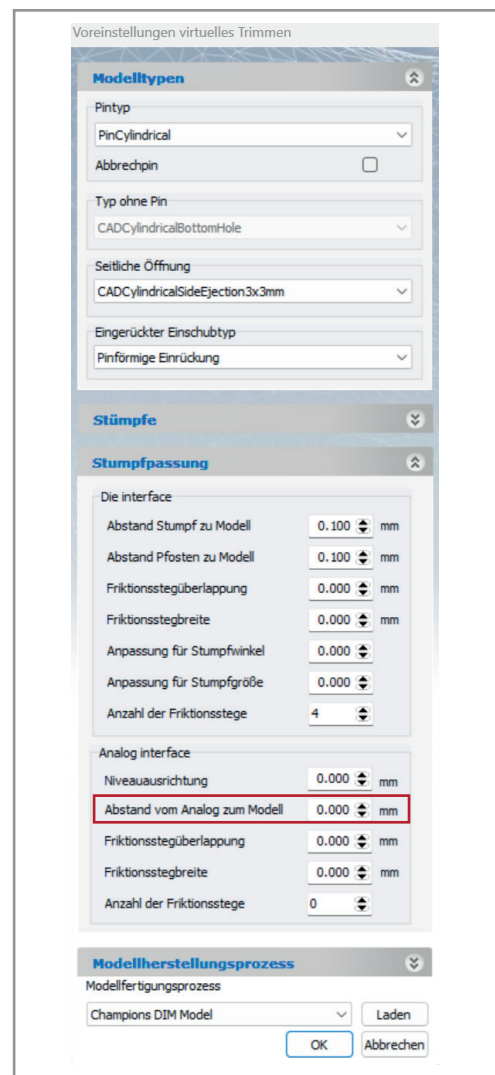 Voreinstellungen virtuelles Trimmen
Modelltypen
Pintyp
PinCylindrical
Abbrechpin
Typ ohne Pin
CADCylindricalBottomHole
Seitliche Öffnung
CADCylindricalSideEjection3x3mm
Eingerückter Einschubtyp
Pinförmige Einrückung
Stümpfe
Stumpfpassung
Die interface
Abstand Stumpf zu Modell 0.100 mm
Abstand Pfosten zu Modell 0.100 mm
Friktionsstegüberlappung 0.000 mm
Friktionsstegbreite 0.000 mm
Anpassung für Stumpfwinkel 0.000
Anpassung für Stumpfgröße 0.000
Anzahl der Friktionsstege 4
Analog interface
Niveauausrichtung 0.000 mm
Abstand vom Analog zum Modell 0.000 mm
Friktionsstegüberlappung 0.000 mm
Friktionsstegbreite 0.000 mm
Anzahl der Friktionsstege 0
Modellherstellungsprozess
Modellfertigungsprozess
Champions DIM Model Laden
OK Abbrechen